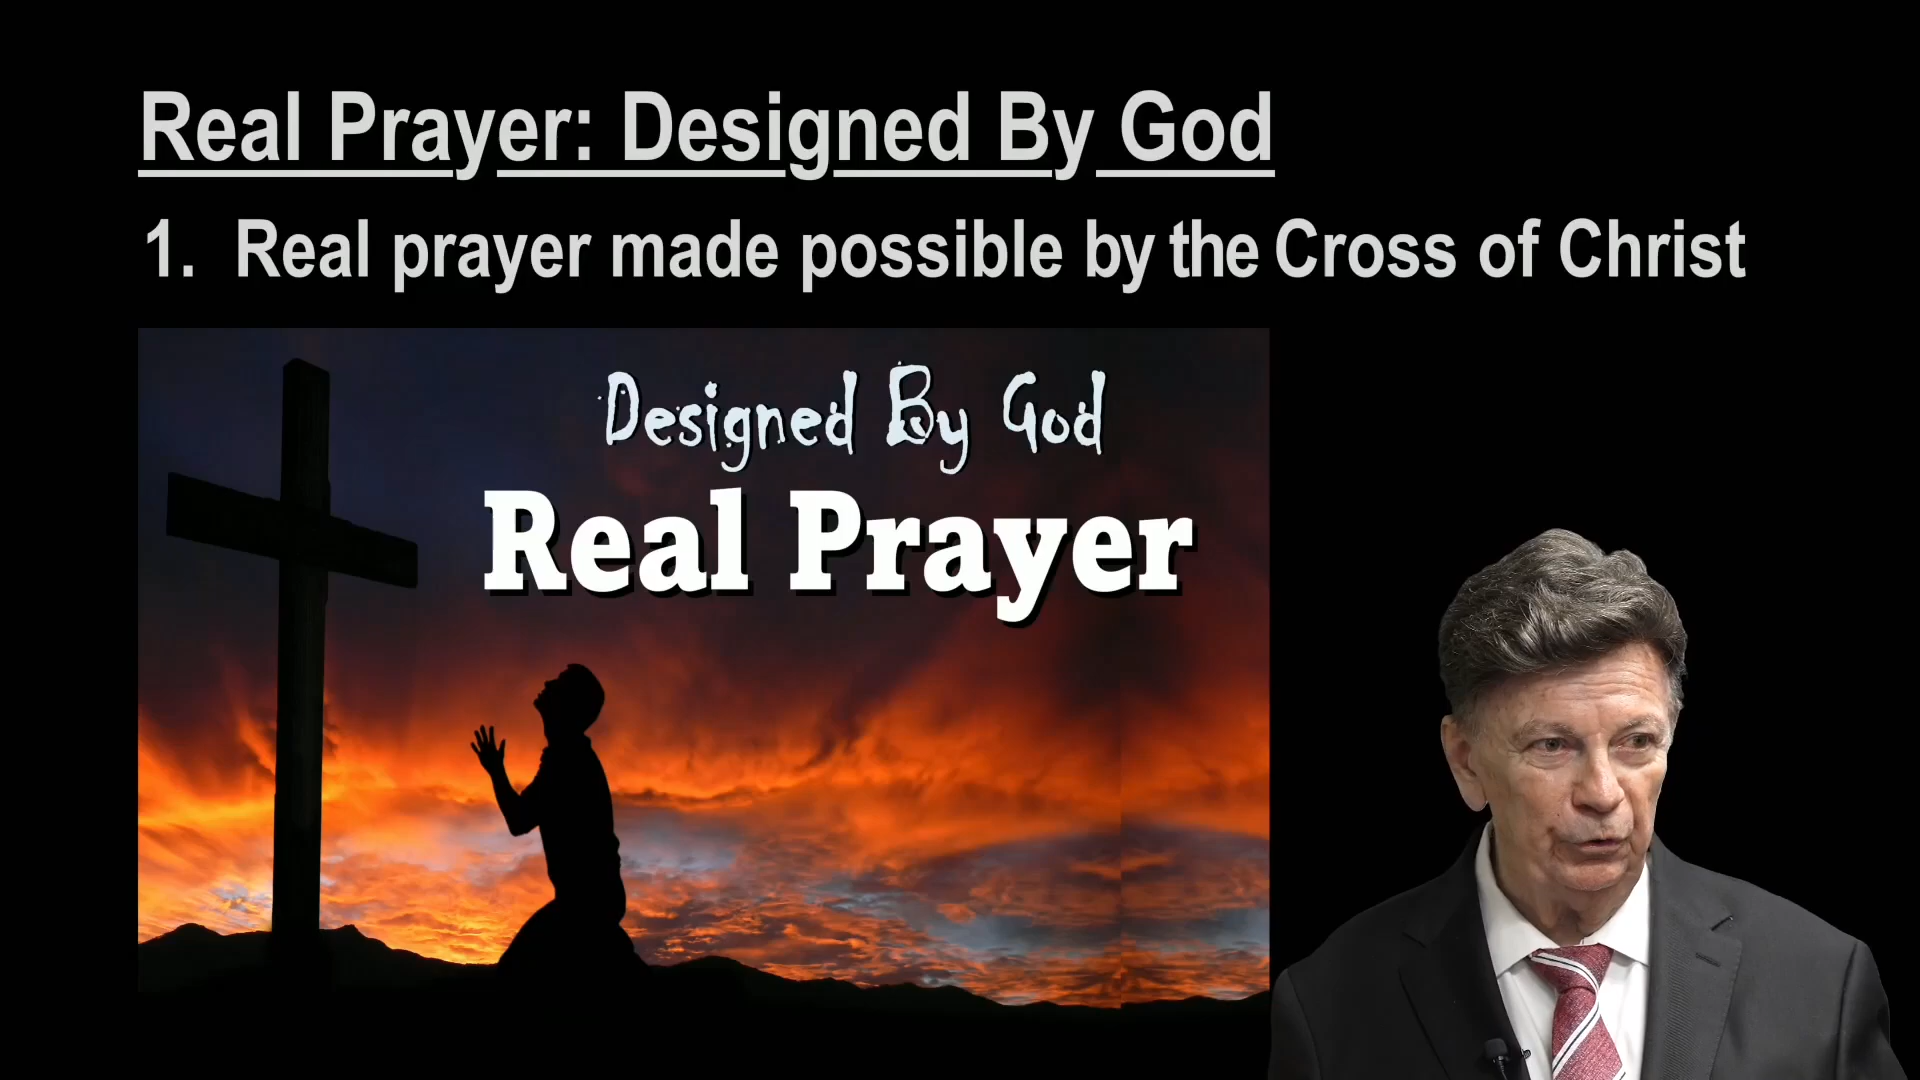 Real Prayer: Designed By God
1. Real prayer made possible by the Cross of Christ
Designed By God
Real Prayer